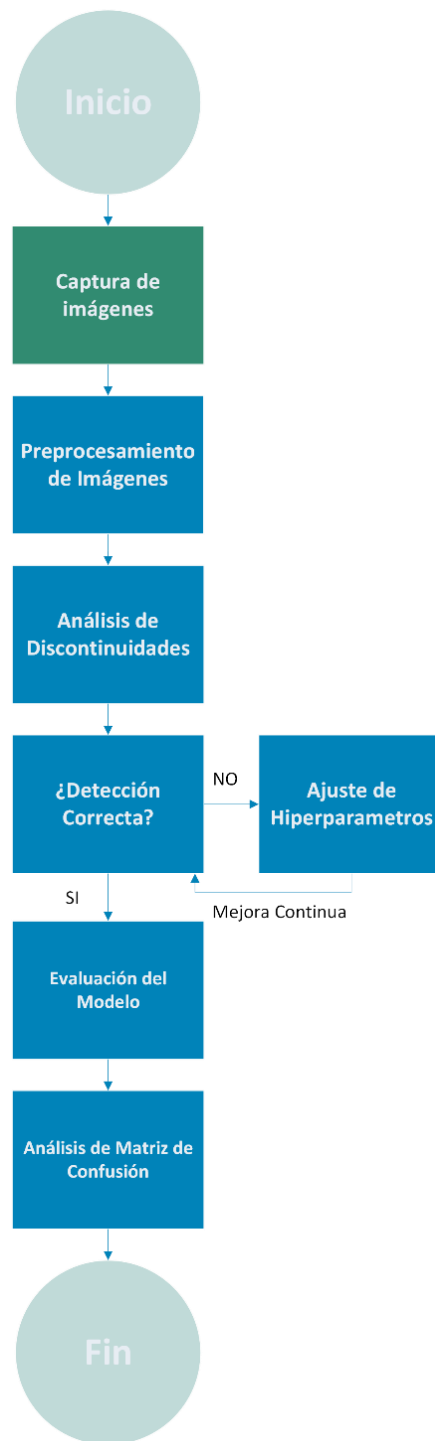 Inicio
Captura de
imágenes
Preprocesamiento
de Imágenes
Análisis de
Discontinuidades
¿Detección
Correcta?
NO
Ajuste de
Hiperparametros
SI
Mejora Continua
Evaluación del
Modelo
Análisis de Matriz de
Confusión
Fin